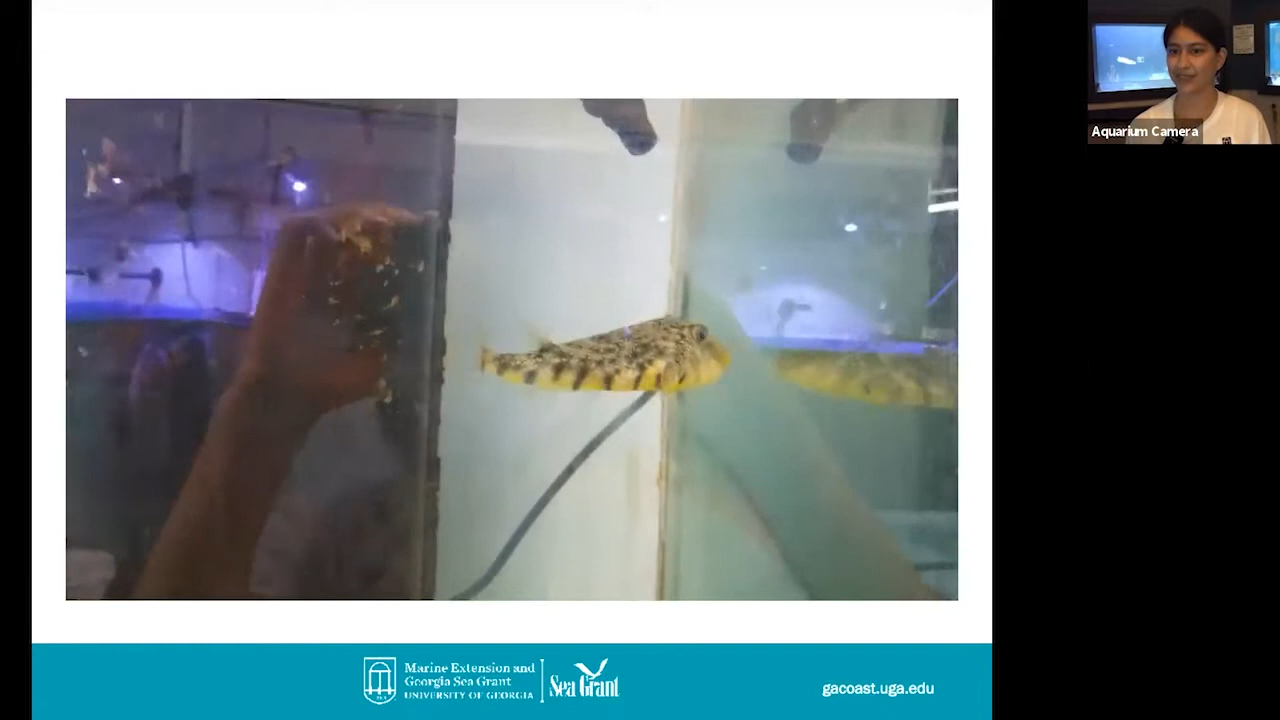 Aquarium Camera
Marine Extension and
Georgia Sea Grant
UNIVERSITY OF GEORGIA
Sea Grant
gacoast.uga.edu